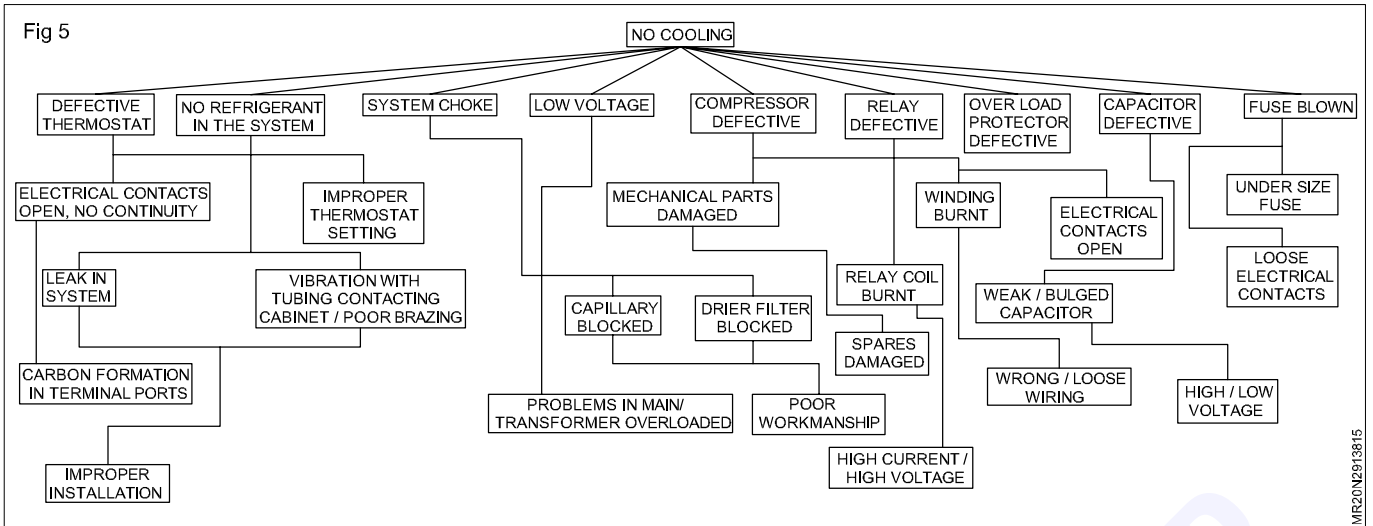 Fig 5
NO COOLING
DEFECTIVE
THERMOSTAT
NO REFRIGERANT
IN THE SYSTEM
SYSTEM CHOKE
LOW VOLTAGE
COMPRESSOR
DEFECTIVE
RELAY
DEFECTIVE
OVER LOAD
PROTECTOR
DEFECTIVE
CAPACITOR
DEFECTIVE
FUSE BLOWN
ELECTRICAL CONTACTS
OPEN, NO CONTINUITY
IMPROPER
THERMOSTAT
SETTING
MECHANICAL PARTS
DAMAGED
WINDING
BURNT
ELECTRICAL
CONTACTS
OPEN
UNDER SIZE
FUSE
LEAK IN
SYSTEM
VIBRATION WITH
TUBING CONTACTING
CABINET / POOR BRAZING
CAPILLARY
BLOCKED
DRIER FILTER
BLOCKED
RELAY COIL
BURNT
WEAK / BULGED
CAPACITOR
LOOSE
ELECTRICAL
CONTACTS
SPARES
DAMAGED
CARBON FORMATION
IN TERMINAL PORTS
PROBLEMS IN MAIN/
TRANSFORMER OVERLOADED
POOR
WORKMANSHIP
WRONG / LOOSE
WIRING
HIGH / LOW
VOLTAGE
IMPROPER
INSTALLATION
HIGH CURRENT /
HIGH VOLTAGE
MR20N2913815